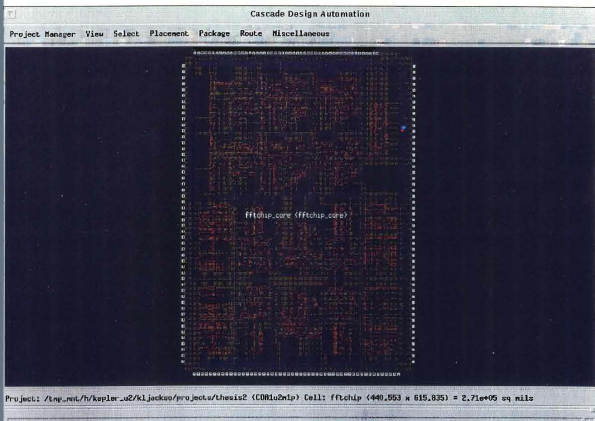 Cascade Design Automation
Project Manager View Select Placement Package Route Miscellaneous
fftchip_core (fftchip_core)
Project: /tmp_mnt/h/kepler_u2/kljackso/projects/thesis2 (CDR1u2m1p) Cell: fftchip (440.553 x 615.835) = 2.71e+05 sq mils